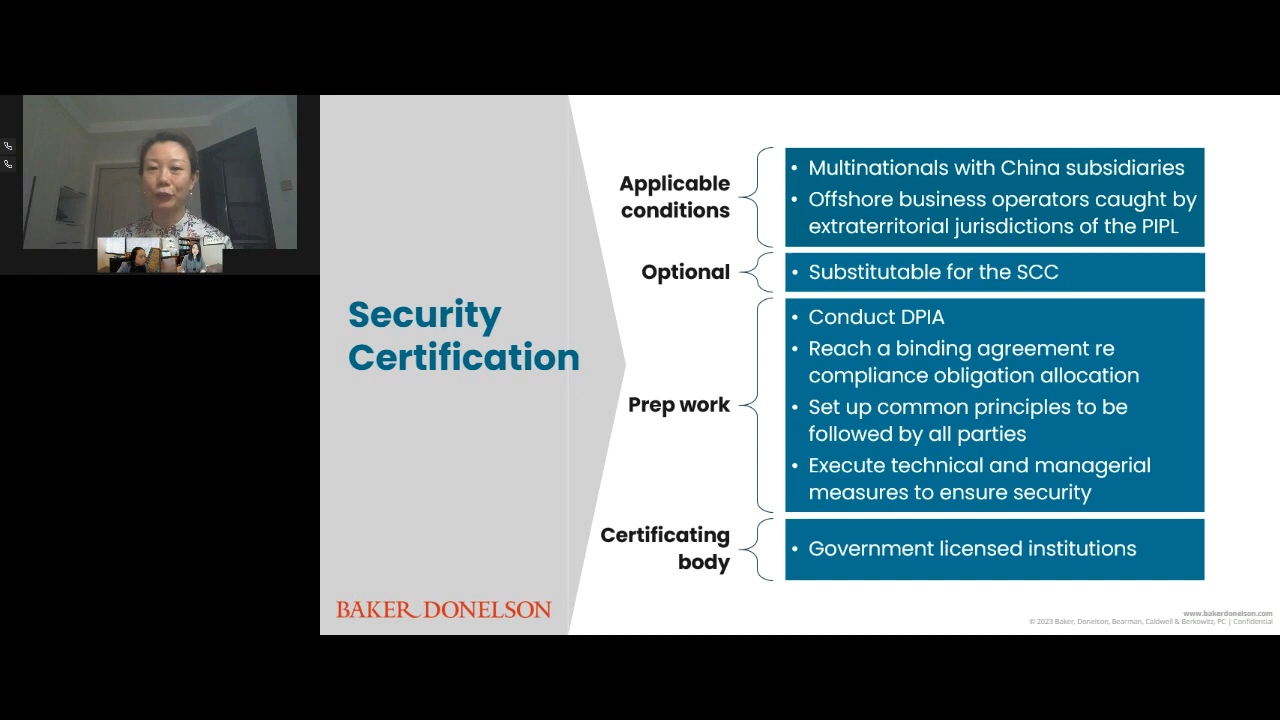 Security
Certification
Applicable
conditions
• Multinationals with China subsidiaries
• Offshore business operators caught by
extraterritorial jurisdictions of the PIPL
Optional
• Substitutable for the SCC
Prep work
• Conduct DPIA
• Reach a binding agreement re
compliance obligation allocation
• Set up common principles to be
followed by all parties
• Execute technical and managerial
measures to ensure security
Certificating
body
• Government licensed institutions
BAKER DONELSON
www.bakerdonelson.com
© 2023 Baker, Donelson, Bearman, Caldwell & Berkowitz, PC | Confidential